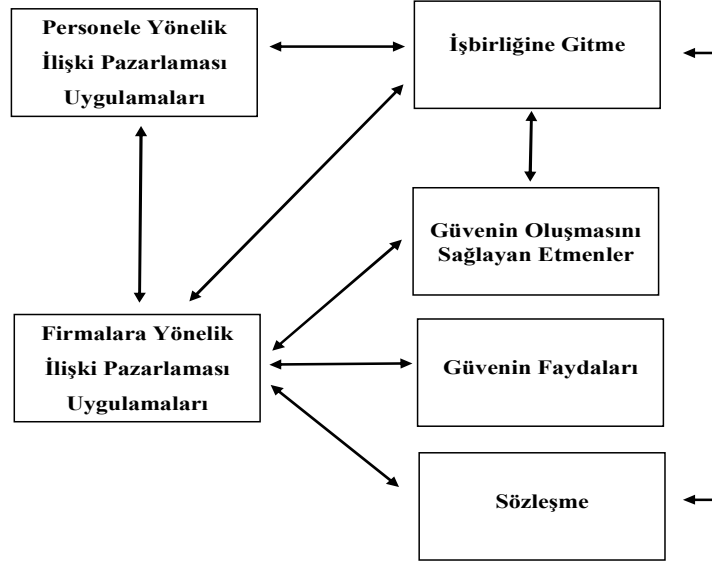 Personele Yönelik
İlişki Pazarlaması
Uygulamaları
İşbirliğine Gitme
Güvenin Oluşmasını
Sağlayan Etmenler
Firmalara Yönelik
İlişki Pazarlaması
Uygulamaları
Güvenin Faydaları
Sözleşme